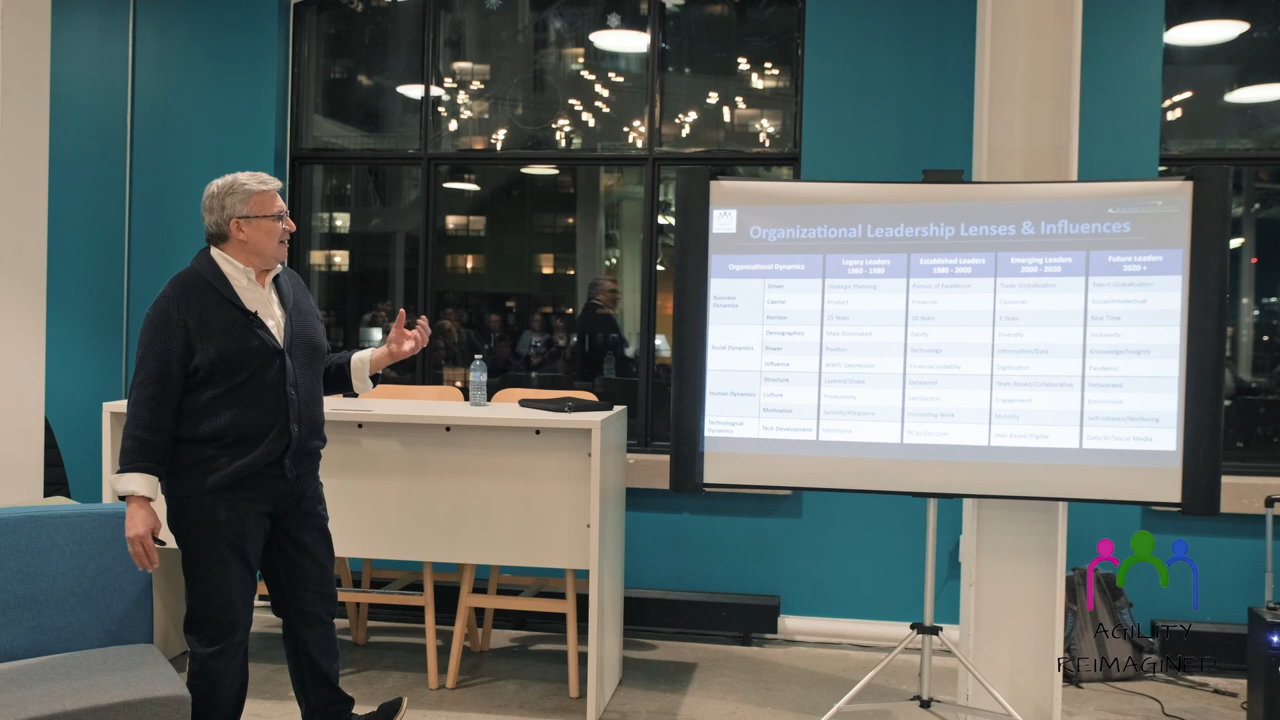 Organizational Leadership Lenses & Influences
Organizational Dynamics
Legacy Leaders 1960 - 1980
Established Leaders 1980 - 2000
Emerging Leaders 2000 - 2020
Future Leaders 2020 +
Business Dynamics
Driver
Strategic Planning
Pursuit of Excellence
Trade Globalization
Talent Globalization
Capital
Product
Financial
Customer
Social/Intellectual
Horizon
25 Years
10 Years
3 Years
Real Time
Social Dynamics
Demographics
Male Dominated
Equity
Diversity
Inclusivity
Power
Position
Technology
Information/Data
Knowledge/Insights
Influence
WWII/ Depression
Financial Volatility
Digitization
Pandemic
Human Dynamics
Structure
Layered/Siloed
Delayered
Team Based/Collaborative
Networked
Culture
Productivity
Satisfaction
Engagement
Enrichment
Motivation
Security/Allegiance
Interesting Work
Mobility
Self-reliance/Wellbeing
Technological Dynamics
Tech Development
Mainframe
PC to End User
Web Based/Digital
Data/AI/Social Media
AGILITY
REIMAGINED